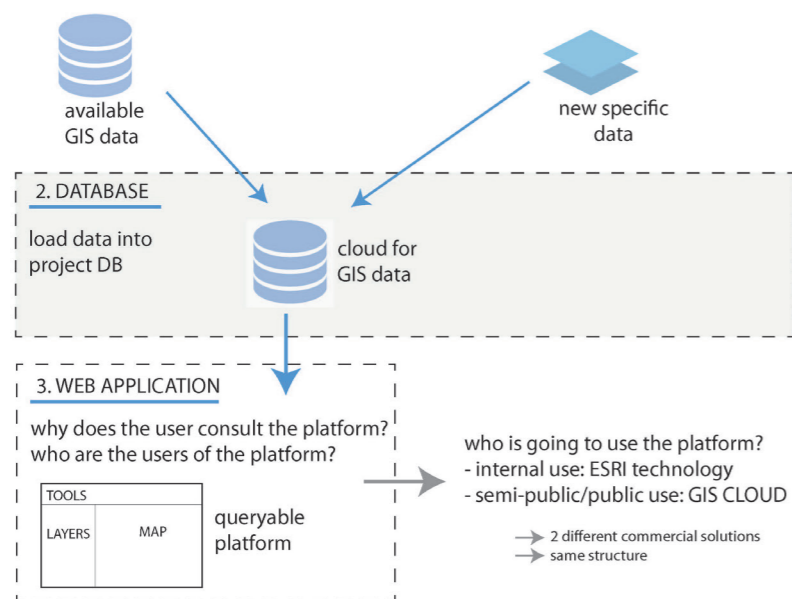 available
GIS data
new specific
data
2. DATABASE
load data into
project DB
cloud for
GIS data
3. WEB APPLICATION
why does the user consult the platform?
who are the users of the platform?
TOOLS
LAYERS
MAP
queryable
platform
who is going to use the platform?
- internal use: ESRI technology
- semi-public/public use: GIS CLOUD
2 different commercial solutions
same structure